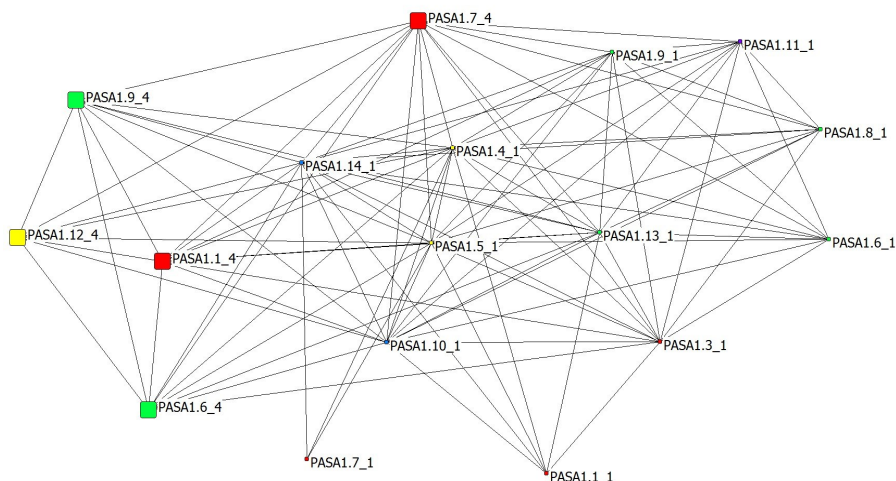 PASA1.7_4
PASA1.11_1
PASA1.9_1
PASA1.9_4
PASA1.8_1
PASA1.4_1
PASA1.14_1
PASA1.12_4
PASA1.13_1
PASA1.6_1
PASA1.5_1
PASA1.1_4
PASA1.10_1
PASA1.3_1
PASA1.6_4
PASA1.7_1
PASA1.1_1